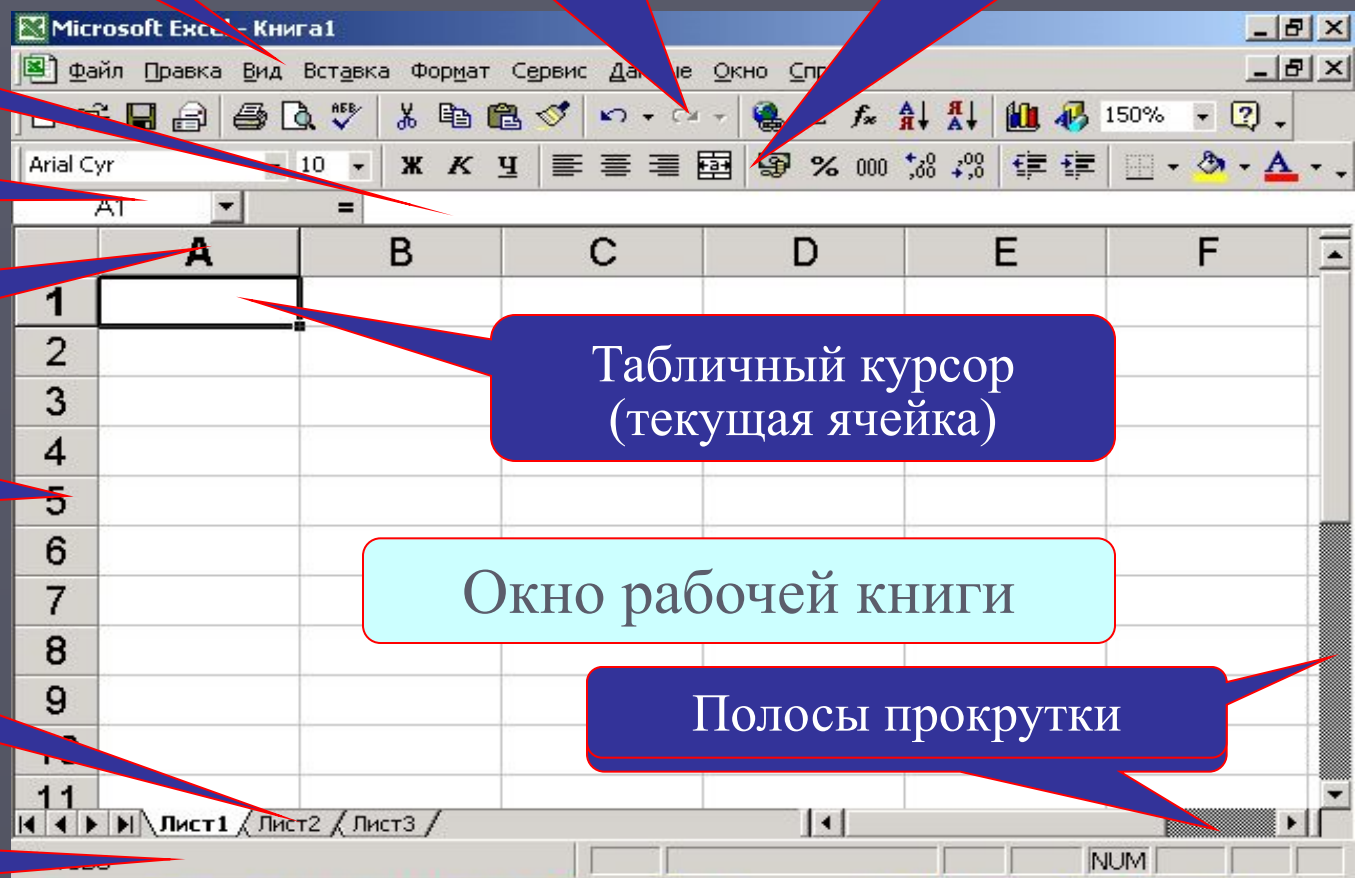 Microsoft Excel - Книга1
Файл Правка Вид Вставка Формат Сервис Окно
150%
Arial Cyr 10 Ж К Ч % 000
A1 =
A B C D E F
1
2
Табличный курсор
3
(текущая ячейка)
4
5
6
Окно рабочей книги
7
8
9
Полосы прокрутки
11
Лист1 Лист2 Лист3
NUM